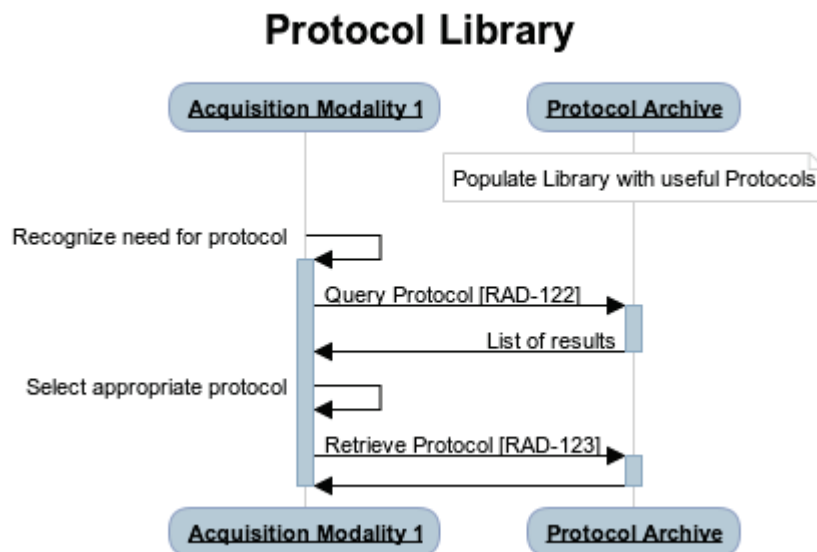 Protocol Library
Acquisition Modality 1
Protocol Archive
Populate Library with useful Protocols
Recognize need for protocol
Query Protocol [RAD-122]
List of results
Select appropriate protocol
Retrieve Protocol [RAD-123]
Acquisition Modality 1
Protocol Archive